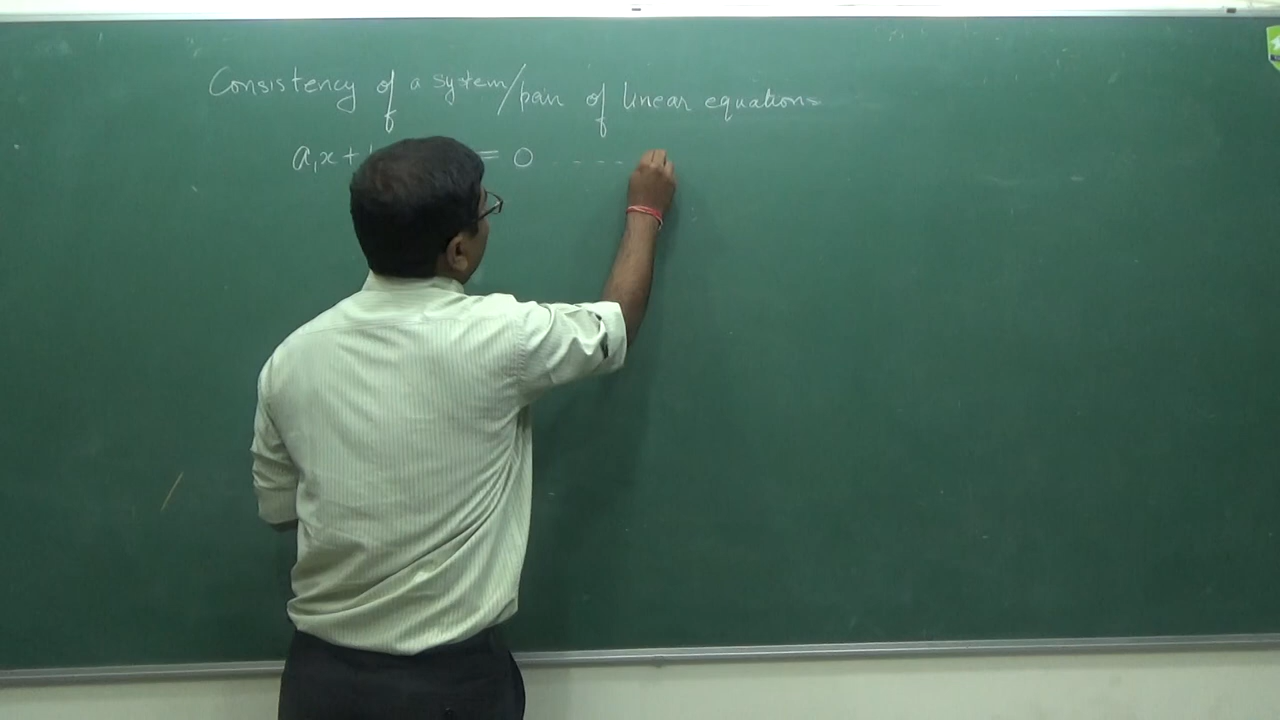 Consistency of a system/pair of linear equations
a₁x + = 0 -----